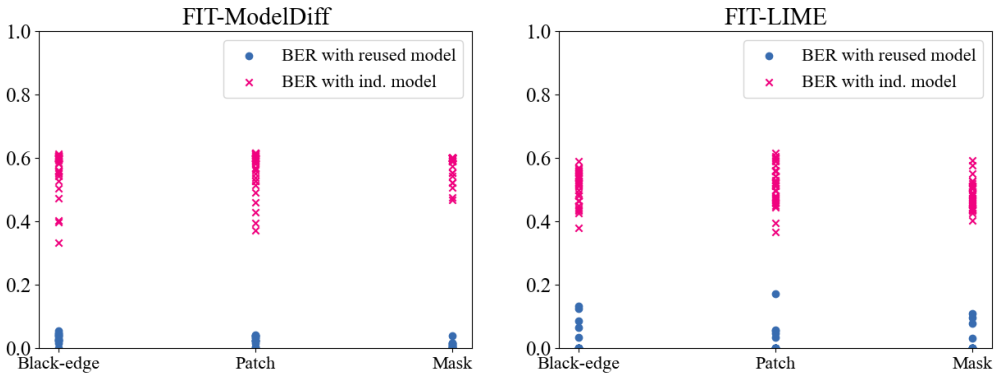 FIT-ModelDiff
1.0
0.8
0.6
0.4
0.2
0.0
BER with reused model
BER with ind. model
Black-edge
Patch
Mask
FIT-LIME
1.0
0.8
0.6
0.4
0.2
0.0
BER with reused model
BER with ind. model
Black-edge
Patch
Mask